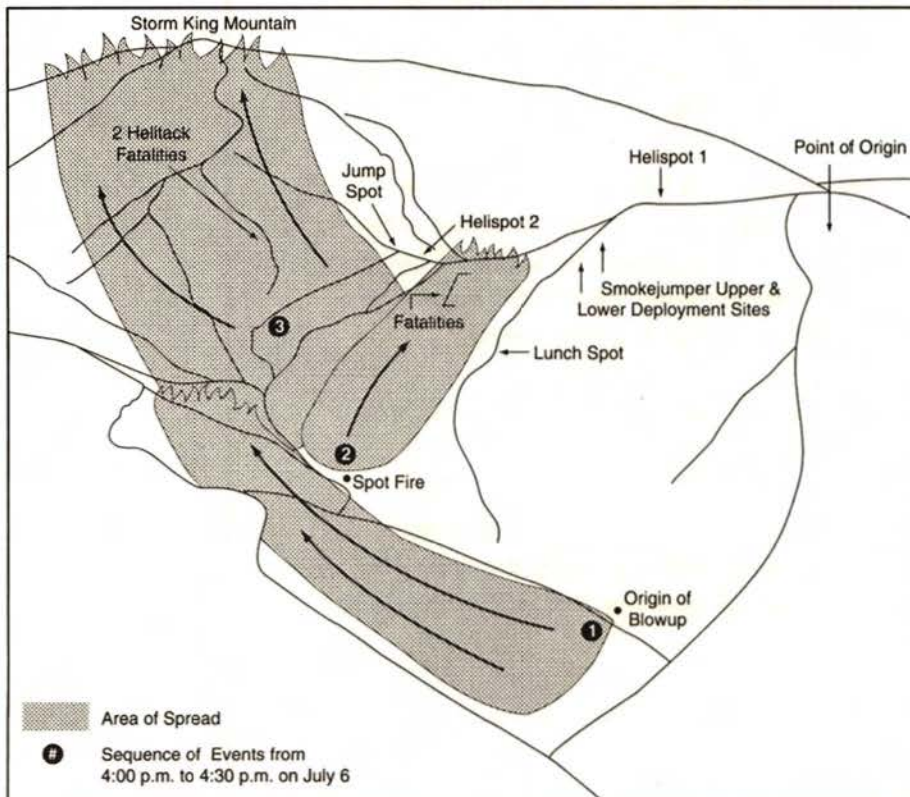 Storm King Mountain
2 Helitack
Fatalities
Jump
Spot
Helispot 2
Helispot 1
Point of Origin
Smokejumper Upper &
Lower Deployment Sites
Fatalities
Lunch Spot
3
2
Spot Fire
Origin of
Blowup
1
Area of Spread
# Sequence of Events from
4:00 p.m. to 4:30 p.m. on July 6